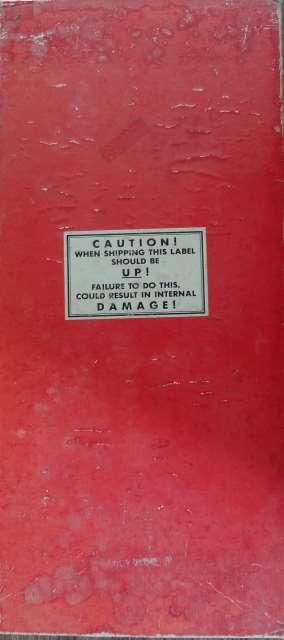 CAUTION!
WHEN SHIPPING THIS LABEL
SHOULD BE
UP!
FAILURE TO DO THIS,
COULD RESULT IN INTERNAL
DAMAGE!